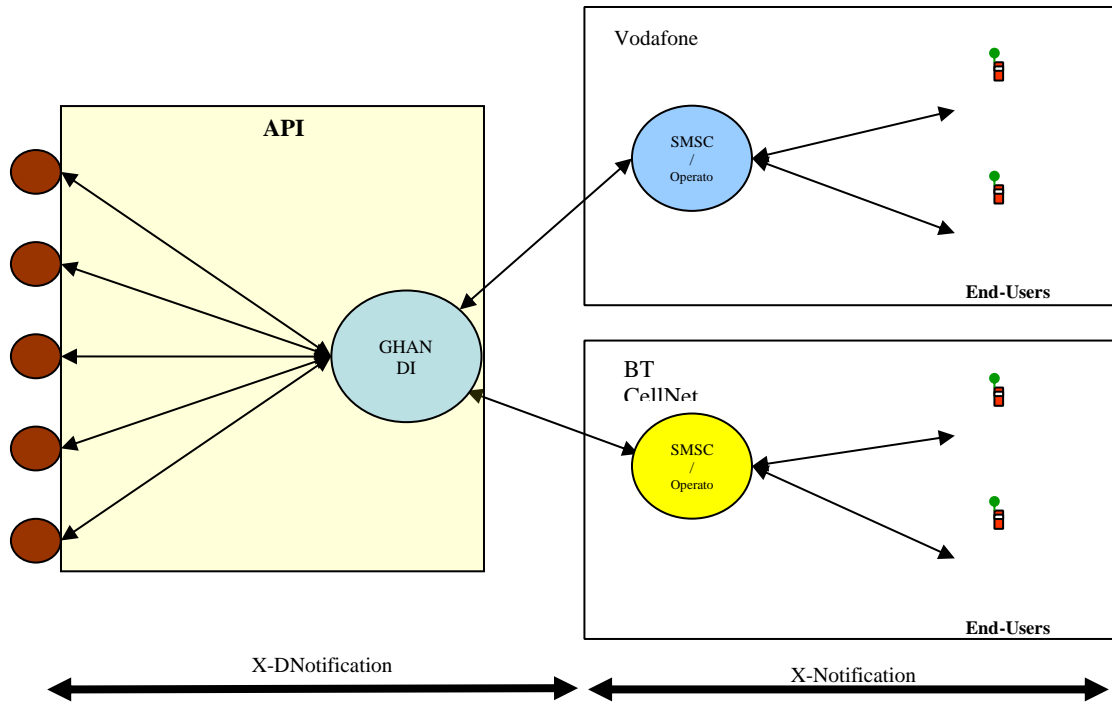 API
GHAN
DI
Vodafone
SMSC
/
Operato
End-Users
BT
CellNet
SMSC
/
Operato
End-Users
X-DNotification
X-Notification